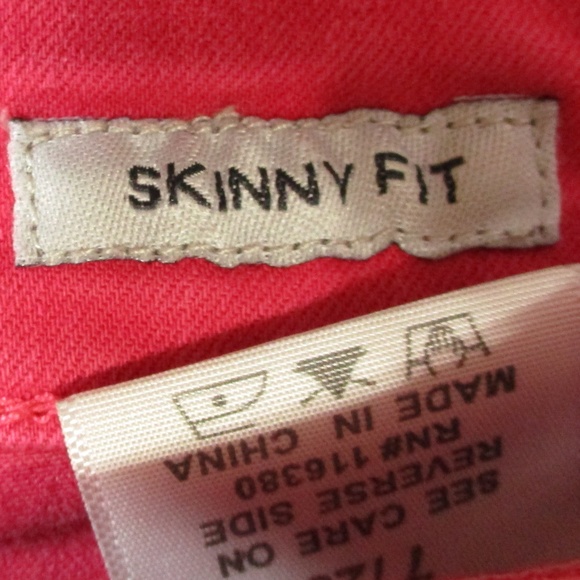 SKINNY FIT
SEE CARE ON
REVERSE SIDE
RN# 116380
MADE IN CHINA